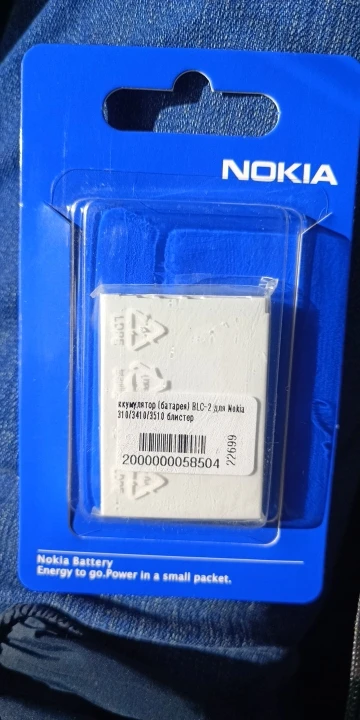 NOKIA
ккумулятор (батарея) BLC-2 для Nokia
310/3410/3510 блистер
2000000058504
22699
Nokia Battery
Energy to go.Power in a small packet.